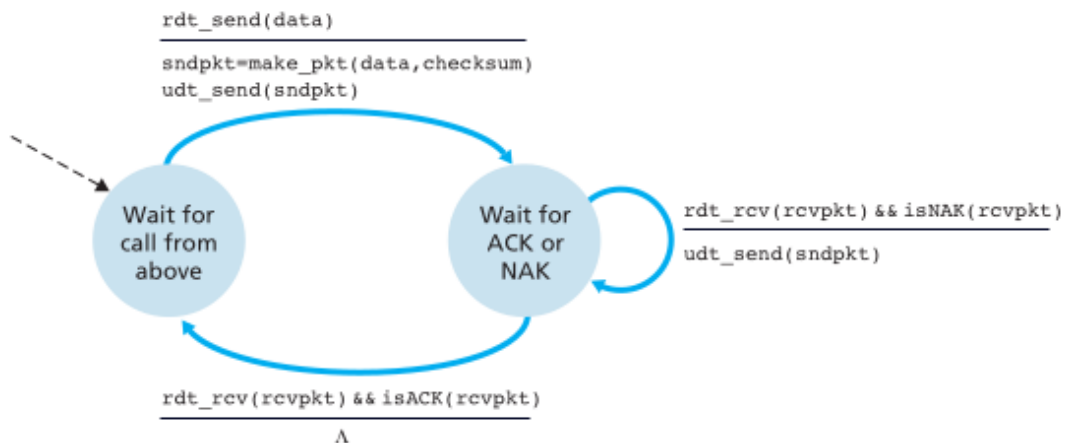 rdt_send(data)
sndpkt=make_pkt(data,checksum)
udt_send(sndpkt)
Wait for
call from
above
Wait for
ACK or
NAK
rdt_rcv(rcvpkt) && isNAK(rcvpkt)
udt_send(sndpkt)
rdt_rcv(rcvpkt) && isACK(rcvpkt)
Λ